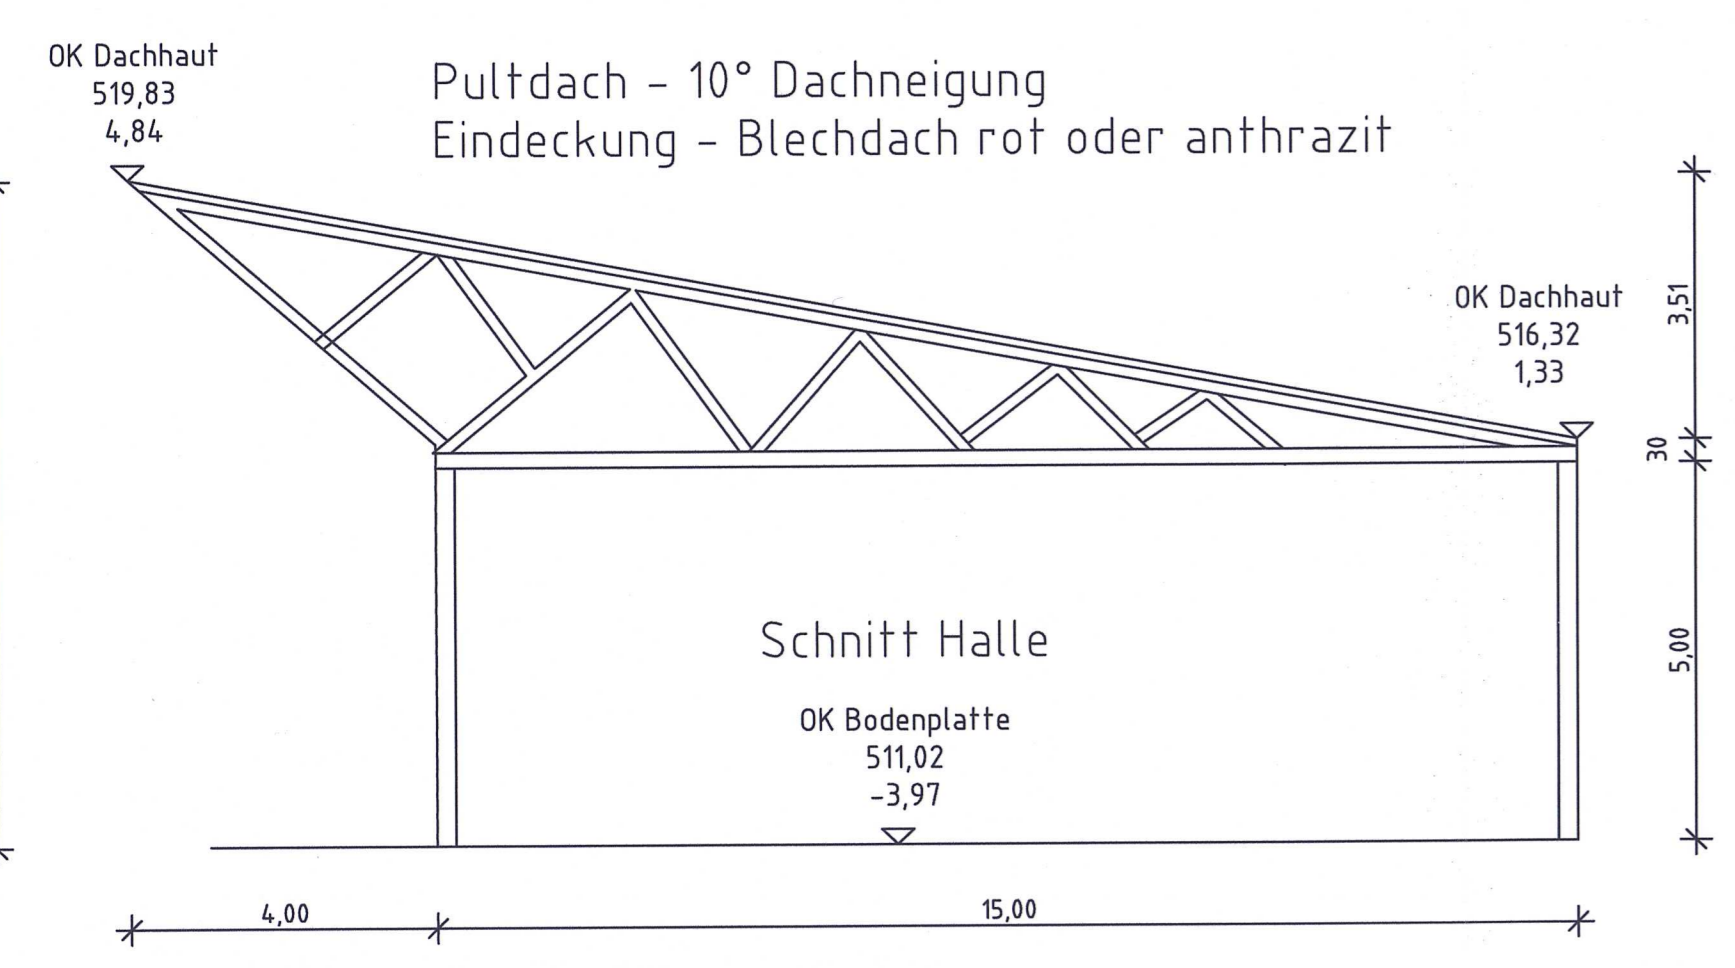 OK Dachhaut
519,83
4,84
Pultdach - 10° Dachneigung
Eindeckung - Blechdach rot oder anthrazit
OK Dachhaut
516,32
1,33
3,51
30
5,00
Schnitt Halle
OK Bodenplatte
511,02
-3,97
4,00
15,00